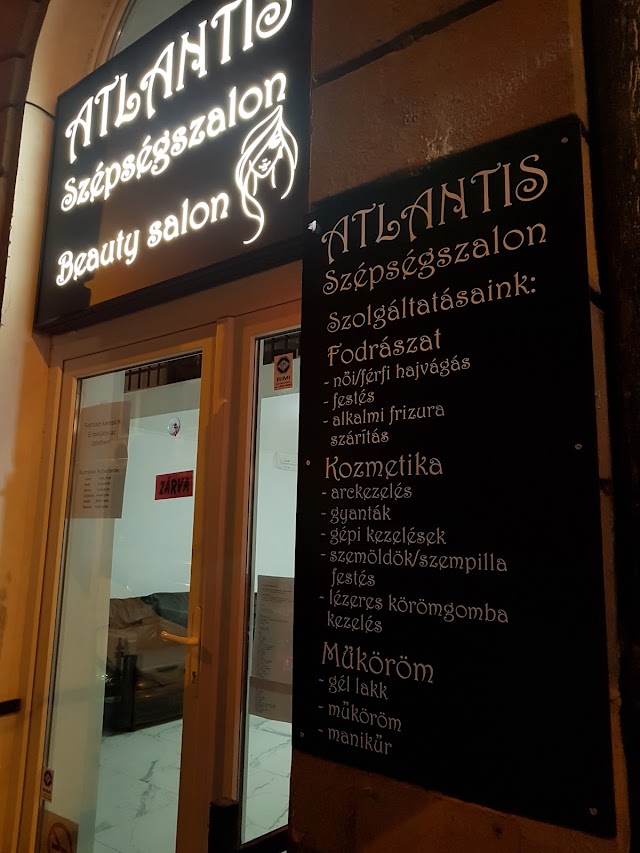 ATLANTIS
Szépségszalon
Beauty salon
ATLANTIS
Szépségszalon
Szolgáltatásaink:
Fodrászat
- női/férfi hajvágás
- festés
- alkalmi frizura
szárítás
Kozmetika
- arckezelés
- gyanták
- gépi kezelések
- szemöldök/szempilla
festés
- lézeres körömgomba
kezelés
Műköröm
- gél lakk
- műköröm
- manikűr
ZÁRVA